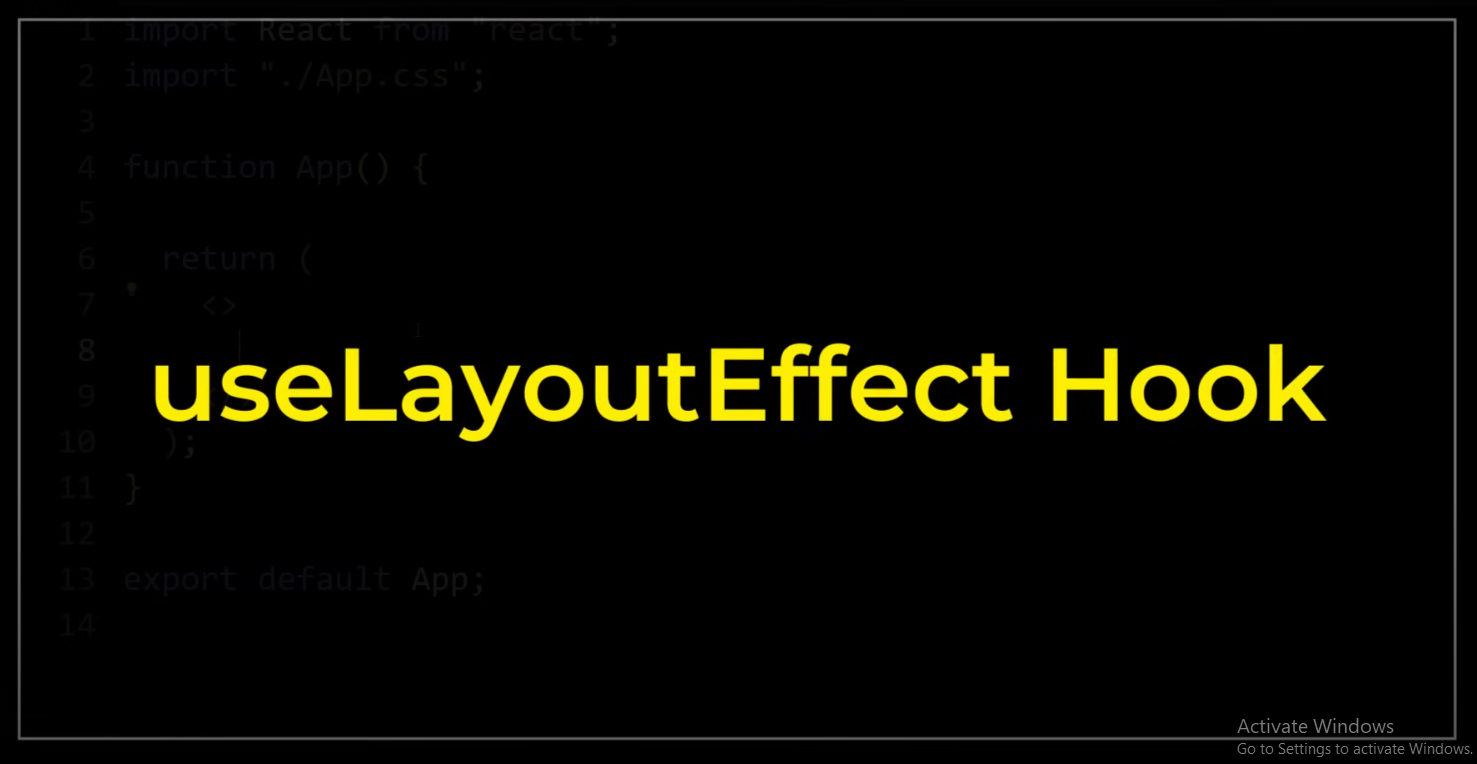 1 import React from "react";
2 import "./App.css";
3
4 function App() {
5
6 return (
7 <>
8
useLayoutEffect Hook
9
10 );
11 }
12
13 export default App;
14
Activate Windows
Go to Settings to activate Windows.